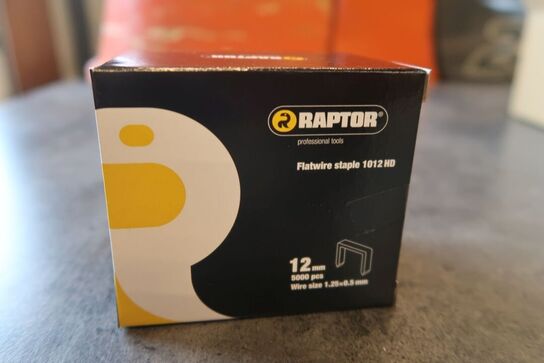 RAPTOR®
professional tools
Flatwire staple 1012 HD
12 mm
5000 pcs
Wire size 1.25×0.5 mm